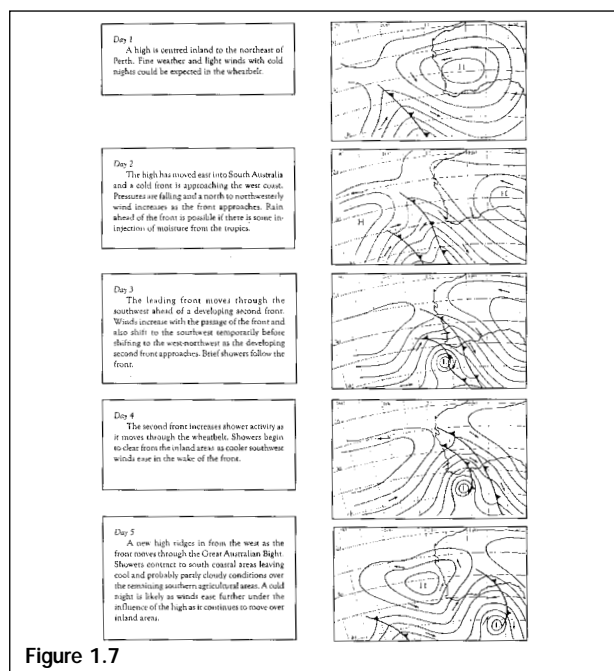 Day 1
A high is centred inland to the northeast of
Perth. Fine weather and light winds with cold
nights could be expected in the wheatbelt.
H
Day 2
The high has moved east into South Australia
and a cold front is approaching the west coast.
Pressures are falling and a north to northwesterly
wind increases as the front approaches. Rain
ahead of the front is possible if there is some in-
injection of moisture from the tropics.
H
H
Day 3
The leading front moves through the
southwest ahead of a developing second front.
Winds increase with the passage of the front and
also shift to the southwest temporarily before
shifting to the west-northwest as the developing
second front approaches. Brief showers follow the
front.
L
Day 4
The second front increases shower activity as
it moves through the wheatbelt. Showers begin
to clear from the inland areas as cooler southwest
winds ease in the wake of the front.
L
Day 5
A new high ridges in from the west as the
front moves through the Great Australian Bight.
Showers contract to south coastal areas leaving
cool and probably partly cloudy conditions over
the remaining southern agricultural areas. A cold
night is likely as winds ease further under the
influence of the high as it continues to move over
inland areas.
H
L
Figure 1.7